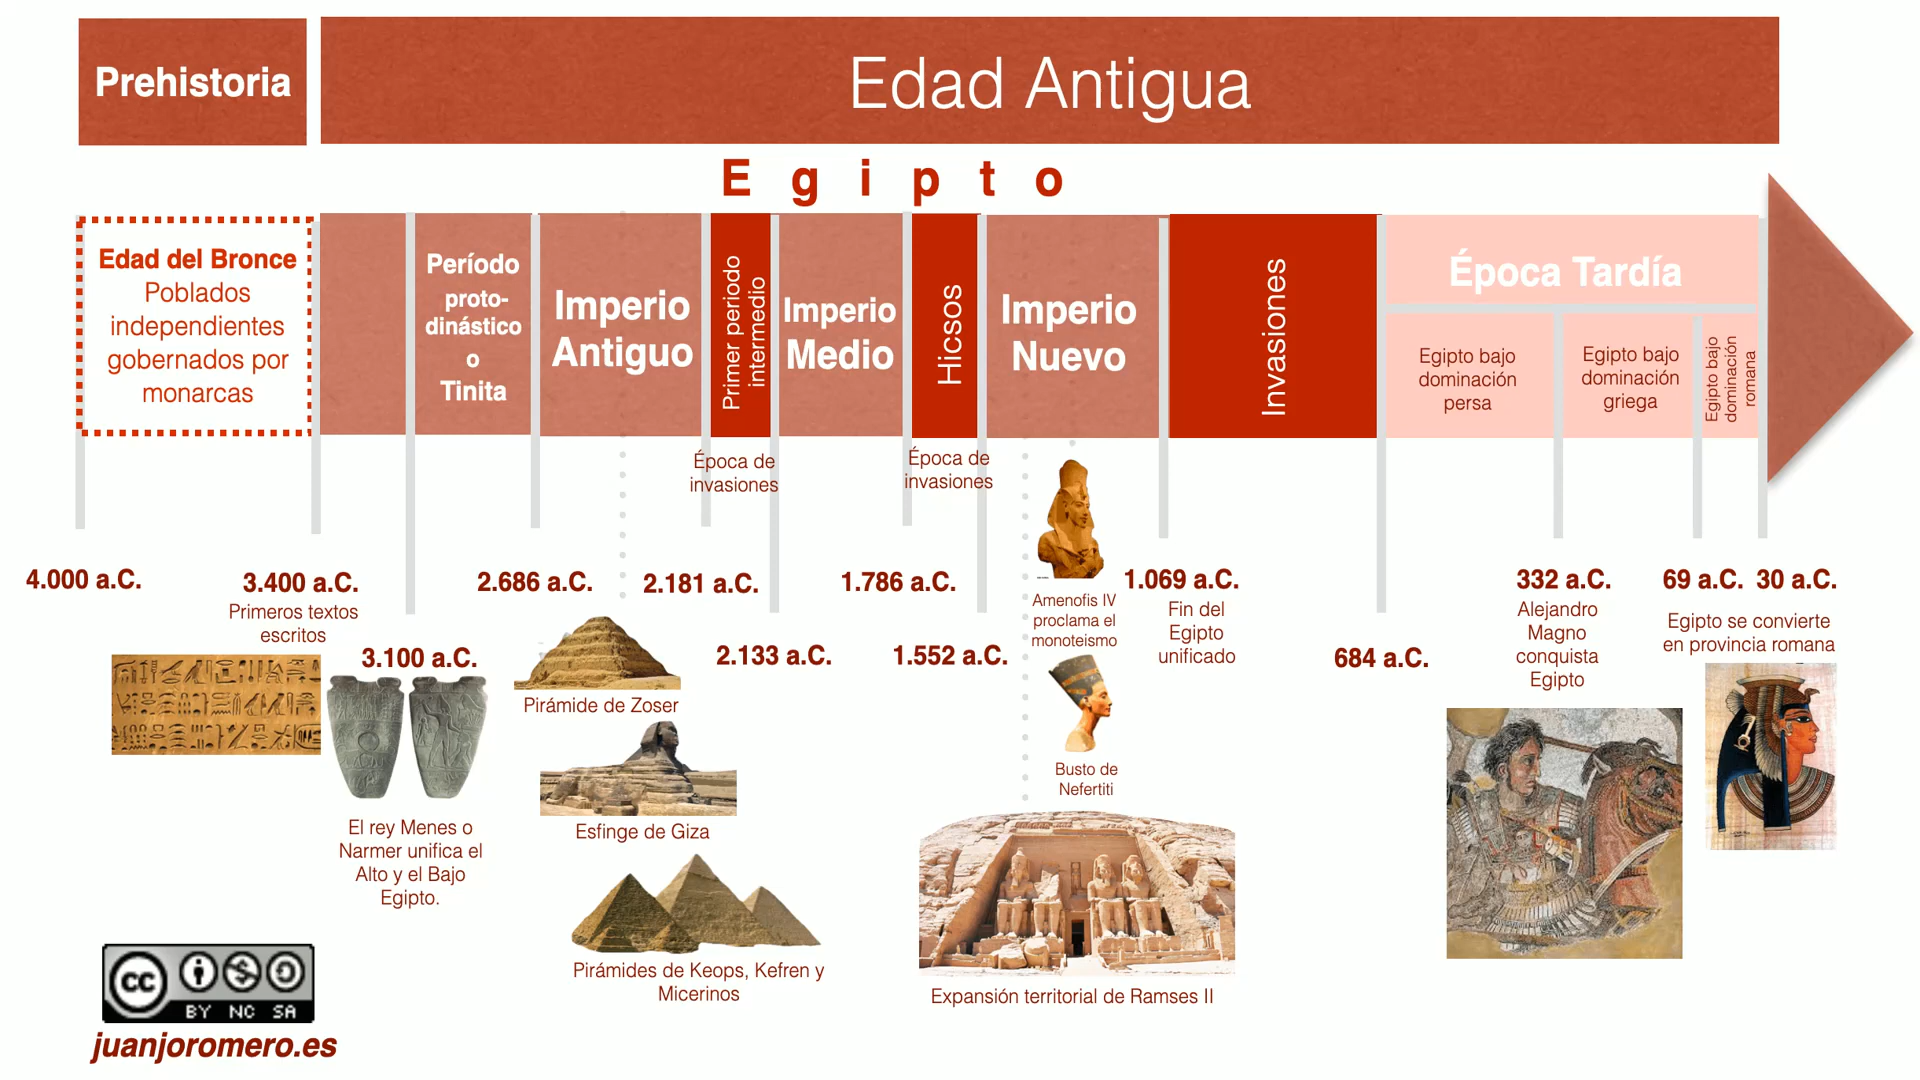 Prehistoria
Edad Antigua
Egipto
Edad del Bronce
Poblados
independientes
gobernados por
monarcas
Período
proto-
dinástico
o
Tinita
Imperio
Antiguo
Primer periodo
intermedio
Imperio
Medio
Hicsos
Imperio
Nuevo
Invasiones
Época Tardía
Egipto bajo
dominación
persa
Egipto bajo
dominación
griega
Egipto bajo
dominación
romana
Época de
invasiones
Época de
invasiones
4.000 a.C.
3.400 a.C.
Primeros textos
escritos
3.100 a.C.
El rey Menes o
Narmer unifica el
Alto y el Bajo
Egipto.
2.686 a.C.
Pirámide de Zoser
Esfinge de Giza
Pirámides de Keops, Kefren y
Micerinos
2.181 a.C.
2.133 a.C.
1.786 a.C.
1.552 a.C.
Amenofis IV
proclama el
monoteismo
Busto de
Nefertiti
Expansión territorial de Ramses II
1.069 a.C.
Fin del
Egipto
unificado
684 a.C.
332 a.C.
Alejandro
Magno
conquista
Egipto
69 a.C. 30 a.C.
Egipto se convierte
en provincia romana
cc
BY NC SA
juanjoromero.es